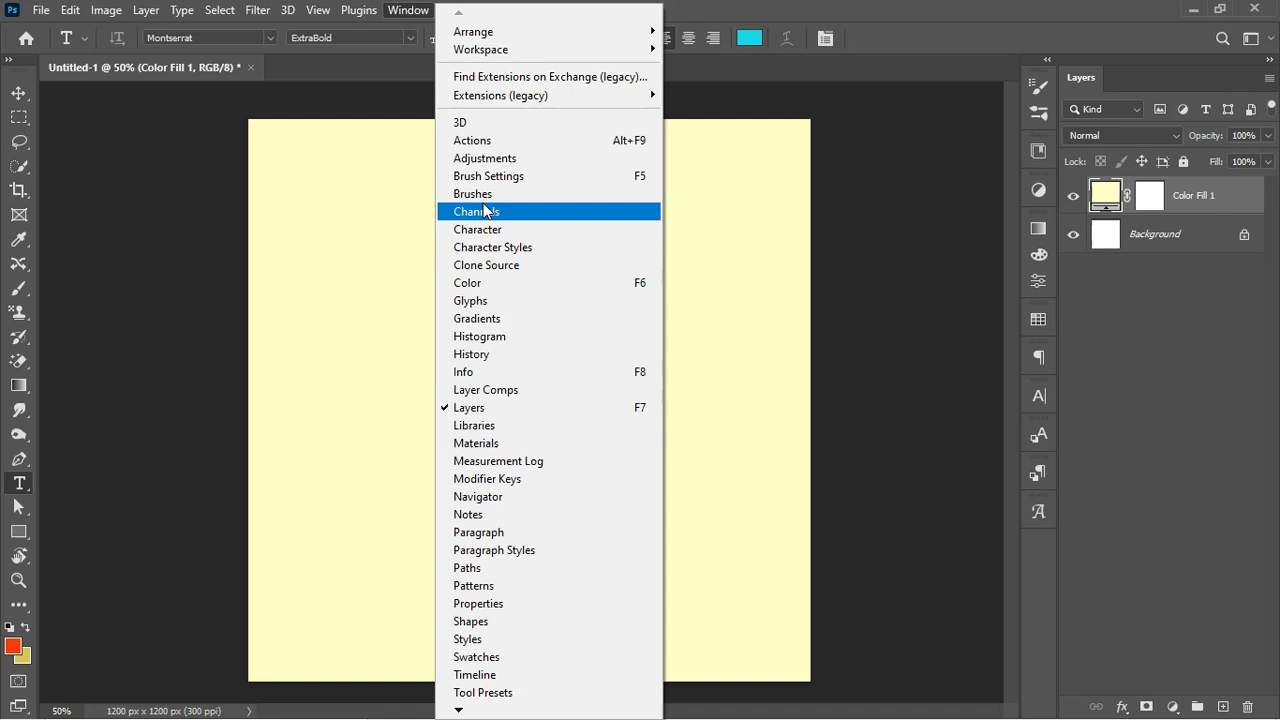 Ps File Edit Image Layer Type Select Filter 3D View Plugins Window
T Montserrat ExtraBold
Untitled-1 @ 50% (Color Fill 1, RGB/8) *
Arrange
Workspace
Find Extensions on Exchange (legacy)...
Extensions (legacy)
3D
Actions Alt+F9
Adjustments
Brush Settings F5
Brushes
Channels
Character
Character Styles
Clone Source
Color F6
Glyphs
Gradients
Histogram
History
Info F8
Layer Comps
Layers F7
Libraries
Materials
Measurement Log
Modifier Keys
Navigator
Notes
Paragraph
Paragraph Styles
Paths
Patterns
Properties
Shapes
Styles
Swatches
Timeline
Tool Presets
Layers
Kind
Normal Opacity: 100%
Lock: Fill: 100%
Color Fill 1
Background
50% 1200 px x 1200 px (300 ppi)